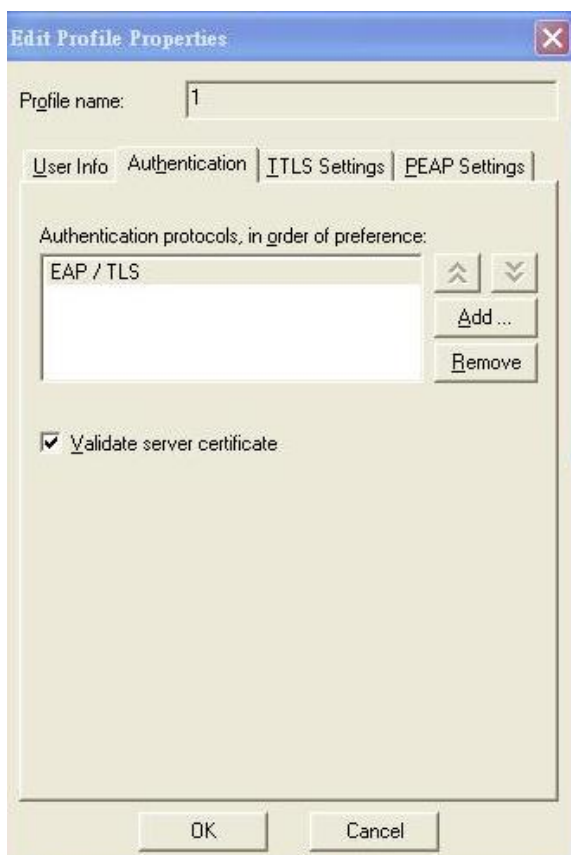 Edit Profile Properties
Profile name: 1
User Info Authentication TTLS Settings PEAP Settings
Authentication protocols, in order of preference:
EAP / TLS
Add ...
Remove
Validate server certificate
OK Cancel